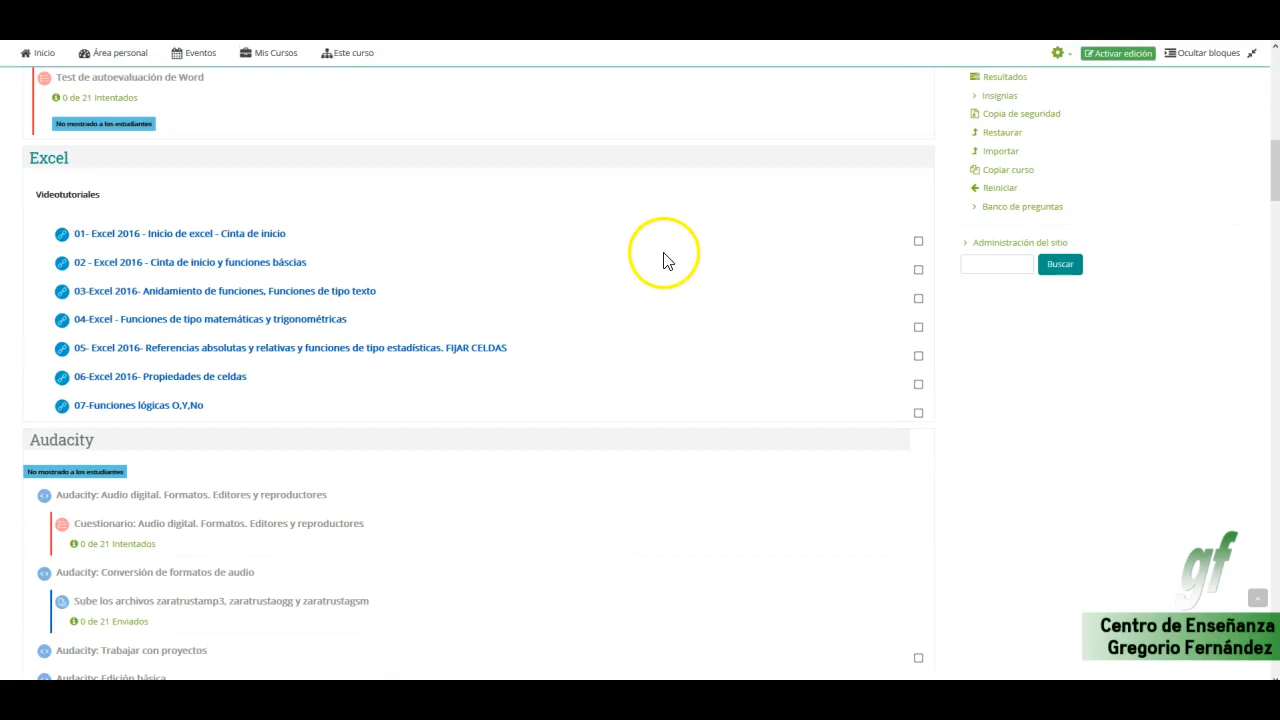 Inicio Área personal Eventos Mis Cursos Este curso Activar edición Ocultar bloques
Test de autoevaluación de Word
0 de 21 Intentados
No mostrado a los estudiantes
Excel
Videotutoriales
01- Excel 2016 - Inicio de excel - Cinta de inicio
02 - Excel 2016 - Cinta de inicio y funciones báscias
03-Excel 2016- Anidamiento de funciones, Funciones de tipo texto
04-Excel - Funciones de tipo matemáticas y trigonométricas
05- Excel 2016- Referencias absolutas y relativas y funciones de tipo estadísticas. FIJAR CELDAS
06-Excel 2016- Propiedades de celdas
07-Funciones lógicas O,Y,No
Audacity
No mostrado a los estudiantes
Audacity: Audio digital. Formatos. Editores y reproductores
Cuestionario: Audio digital. Formatos. Editores y reproductores
0 de 21 Intentados
Audacity: Conversión de formatos de audio
Sube los archivos zaratrustamp3, zaratrustaogg y zaratrustagsm
0 de 21 Enviados
Audacity: Trabajar con proyectos
Audacity: Edición básica
Resultados
Insignias
Copia de seguridad
Restaurar
Importar
Copiar curso
Reiniciar
Banco de preguntas
Administración del sitio
Buscar
gf
Centro de Enseñanza
Gregorio Fernández